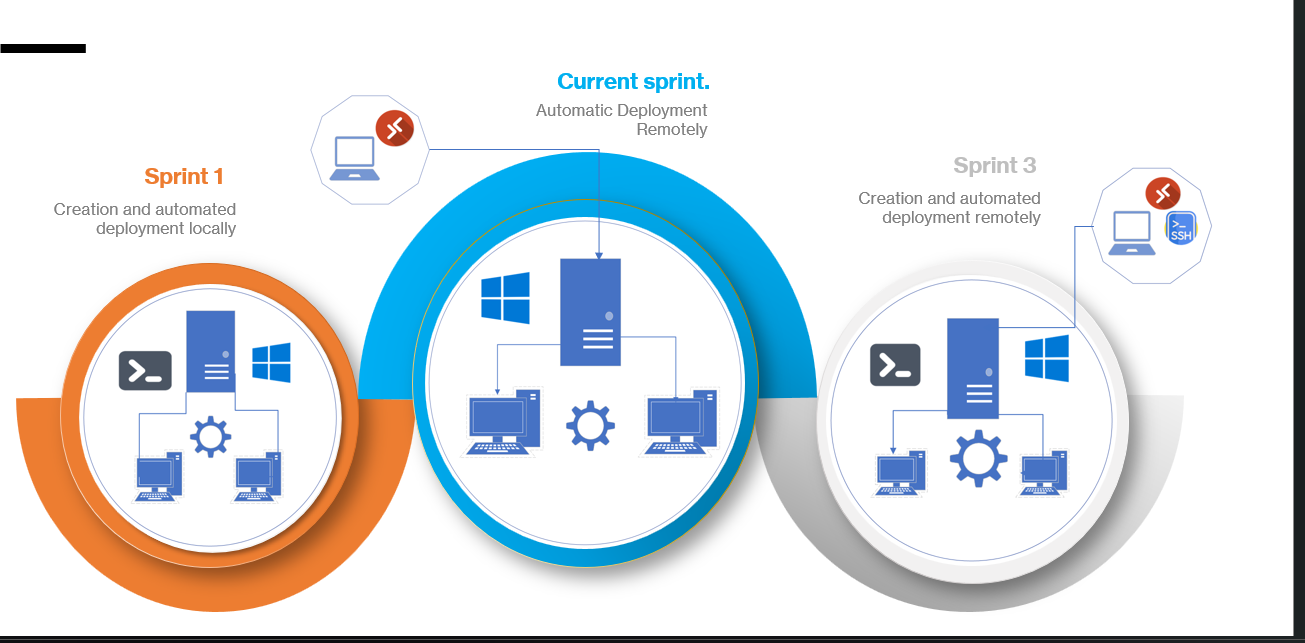 Current sprint.
Automatic Deployment
Remotely
Sprint 1
Creation and automated
deployment locally
Sprint 3
Creation and automated
deployment remotely
>_
SSH
>_
>_